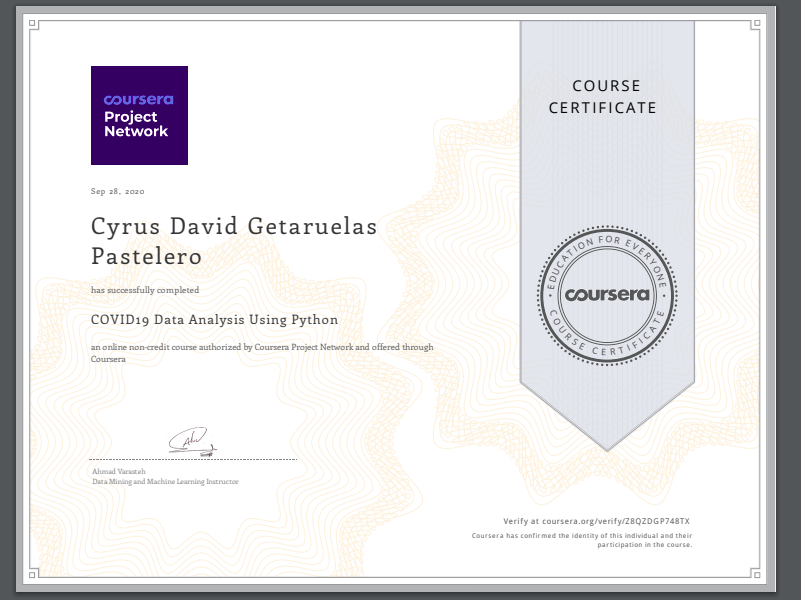 coursera
Project
Network
COURSE
CERTIFICATE
Sep 28, 2020
Cyrus David Getaruelas
Pastelero
has successfully completed
COVID19 Data Analysis Using Python
an online non-credit course authorized by Coursera Project Network and offered through
Coursera
EDUCATION FOR EVERYONE
coursera
COURSE CERTIFICATE
Ahmad Varasteh
Data Mining and Machine Learning Instructor
Verify at coursera.org/verify/Z8QZDGP748TX
Coursera has confirmed the identity of this individual and their
participation in the course.